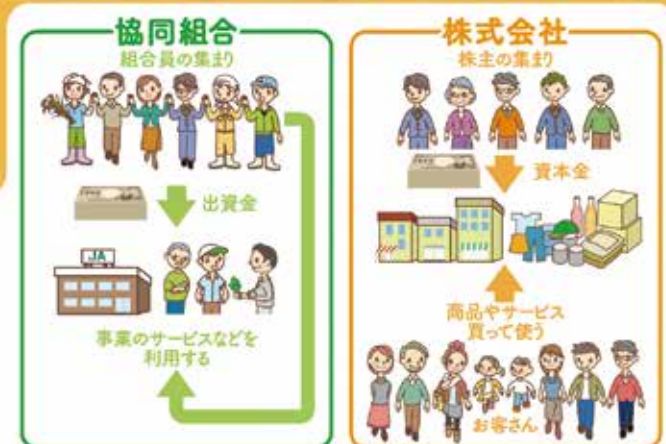 協同組合
組合員の集まり
出資金
JA
事業のサービスなどを
利用する
株式会社
株主の集まり
資本金
商品やサービス
買って使う
お客さん